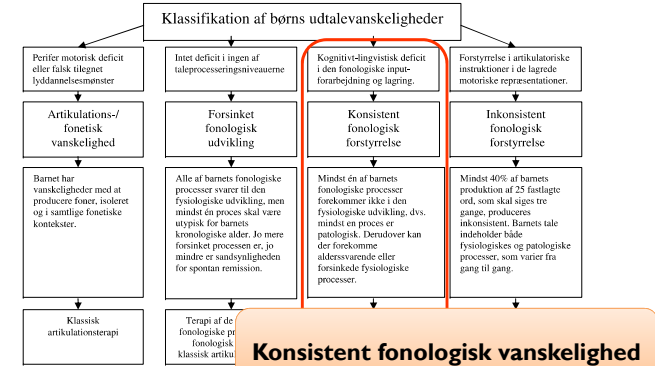 Klassifikation af børns udtalevanskeligheder
Perifer motorisk deficit
eller falsk tilegnet
lyddannelsesmønster
Artikulations-/
fonetisk
vanskelighed
Barnet har
vanskeligheder med at
producere foner, isoleret
og i samtlige fonetiske
kontekster.
Klassisk
artikulationsterapi
Intet deficit i ingen af
taleprocesseringsniveauerne
Forsinket
fonologisk
udvikling
Alle af barnets fonologiske
processer svarer til den
fysiologiske udvikling, men
mindst én proces skal være
utypisk for barnets
kronologiske alder. Jo mere
forsinket processen er, jo
mindre er sandsynligheden
for spontan remission.
Terapi af de
fonologiske pr
fonologisk
klassisk artikul
Kognitivt-lingvistisk deficit
i den fonologiske input-
forarbejdning og lagring.
Konsistent
fonologisk
forstyrrelse
Mindst én af barnets
fonologiske processer
forekommer ikke i den
fysiologiske udvikling, dvs.
mindst en proces er
patologisk. Derudover kan
der forekomme
alderssvarende eller
forsinkede fysiologiske
processer.
Forstyrrelse i artikulatoriske
instruktioner i de lagrede
motoriske repræsentationer.
Inkonsistent
fonologisk
forstyrrelse
Mindst 40% af barnets
produktion af 25 fastlagte
ord, som skal siges tre
gange, produceres
inkonsistent. Barnets tale
indeholder både
fysiologiskes og patologiske
processer, som varier fra
gang til gang.
Konsistent fonologisk vanskelighed